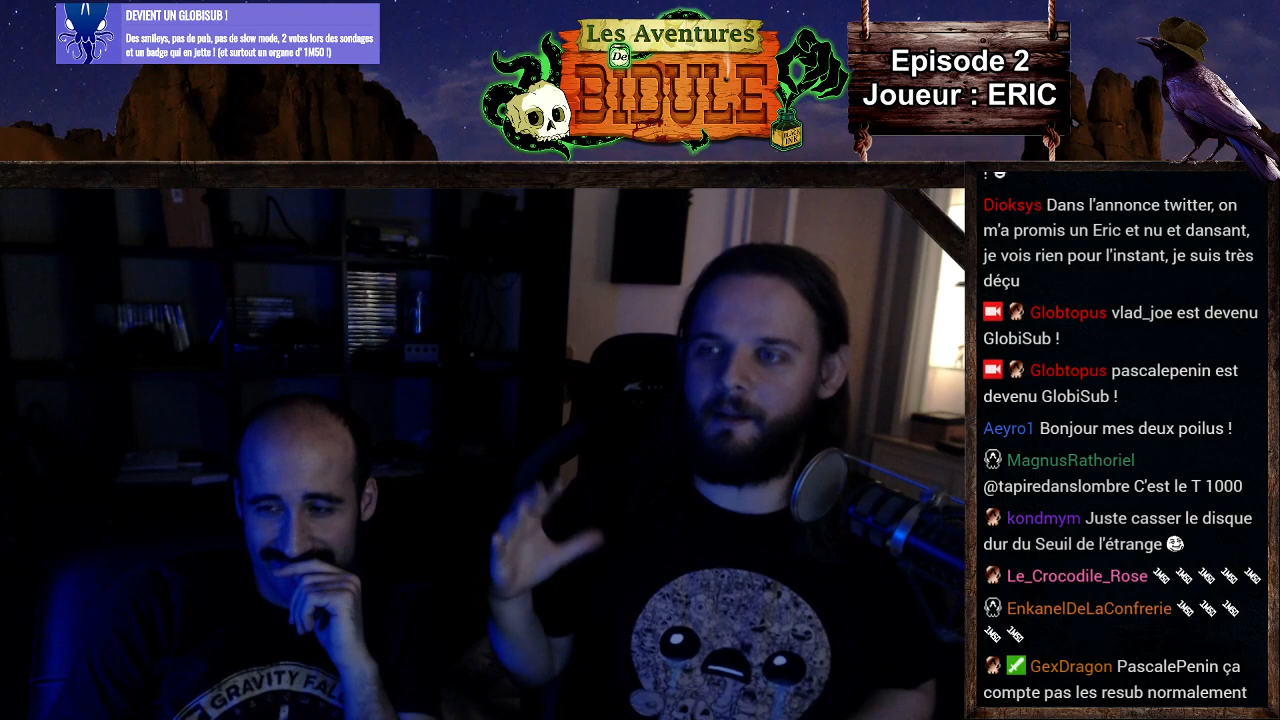 DEVIENT UN GLOBISUB !
Des smileys, pas de pub, pas de slow mode, 2 votes lors des sondages
et un badge qui en jette ! (et surtout un organe d' 1M50 !)
Les Aventures
De
BIDULE
BLACK
INK
Episode 2
Joueur : ERIC
Dioksys Dans l'annonce twitter, on
m'a promis un Eric et nu et dansant,
je vois rien pour l'instant, je suis très
déçu
Globtopus vlad_joe est devenu
GlobiSub !
Globtopus pascalepenin est
devenu GlobiSub !
Aeyro1 Bonjour mes deux poilus !
MagnusRathoriel
@tapiredanslombre C'est le T 1000
kondmym Juste casser le disque
dur du Seuil de l'étrange
Le_Crocodile_Rose
EnkanelDeLaConfrerie
GexDragon PascalePenin ça
compte pas les resub normalement
GRAVITY FAL